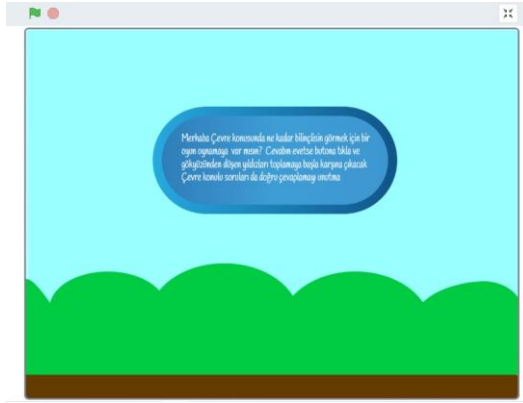 Merhaba Çevre konusunda ne kadar bilinçlisin görmek için bir
oyun oynamaya var mısın? Cevabın evetse butona tıkla ve
gökyüzünden düşen yıldızları toplamaya başla karşına çıkacak
Çevre konulu soruları da doğru çevaplamayı unutma